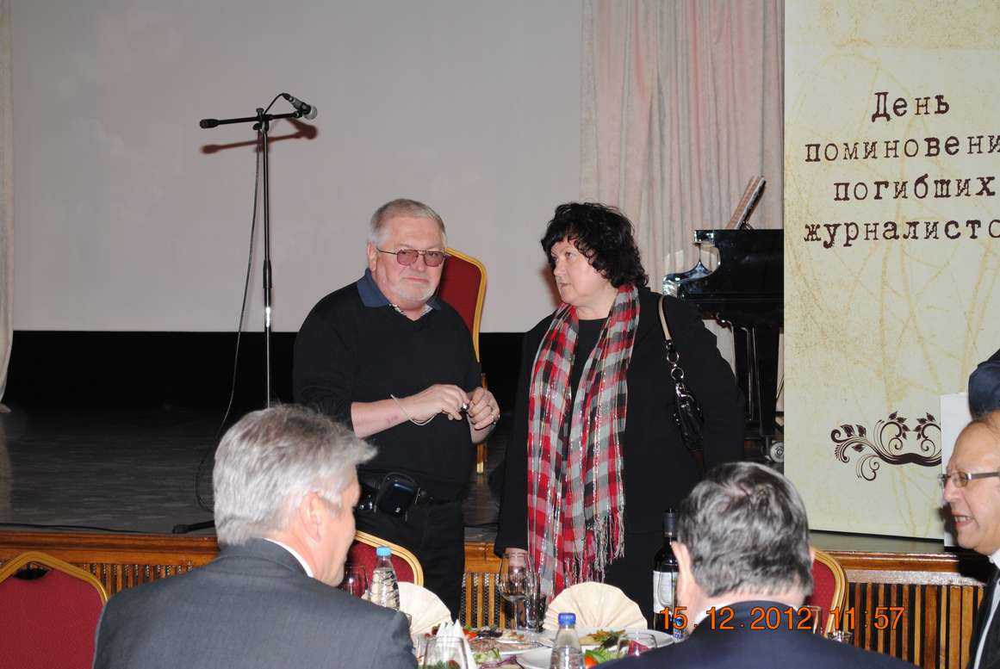 День
поминовени
погибших
журналисто
15.12.2012 11:57